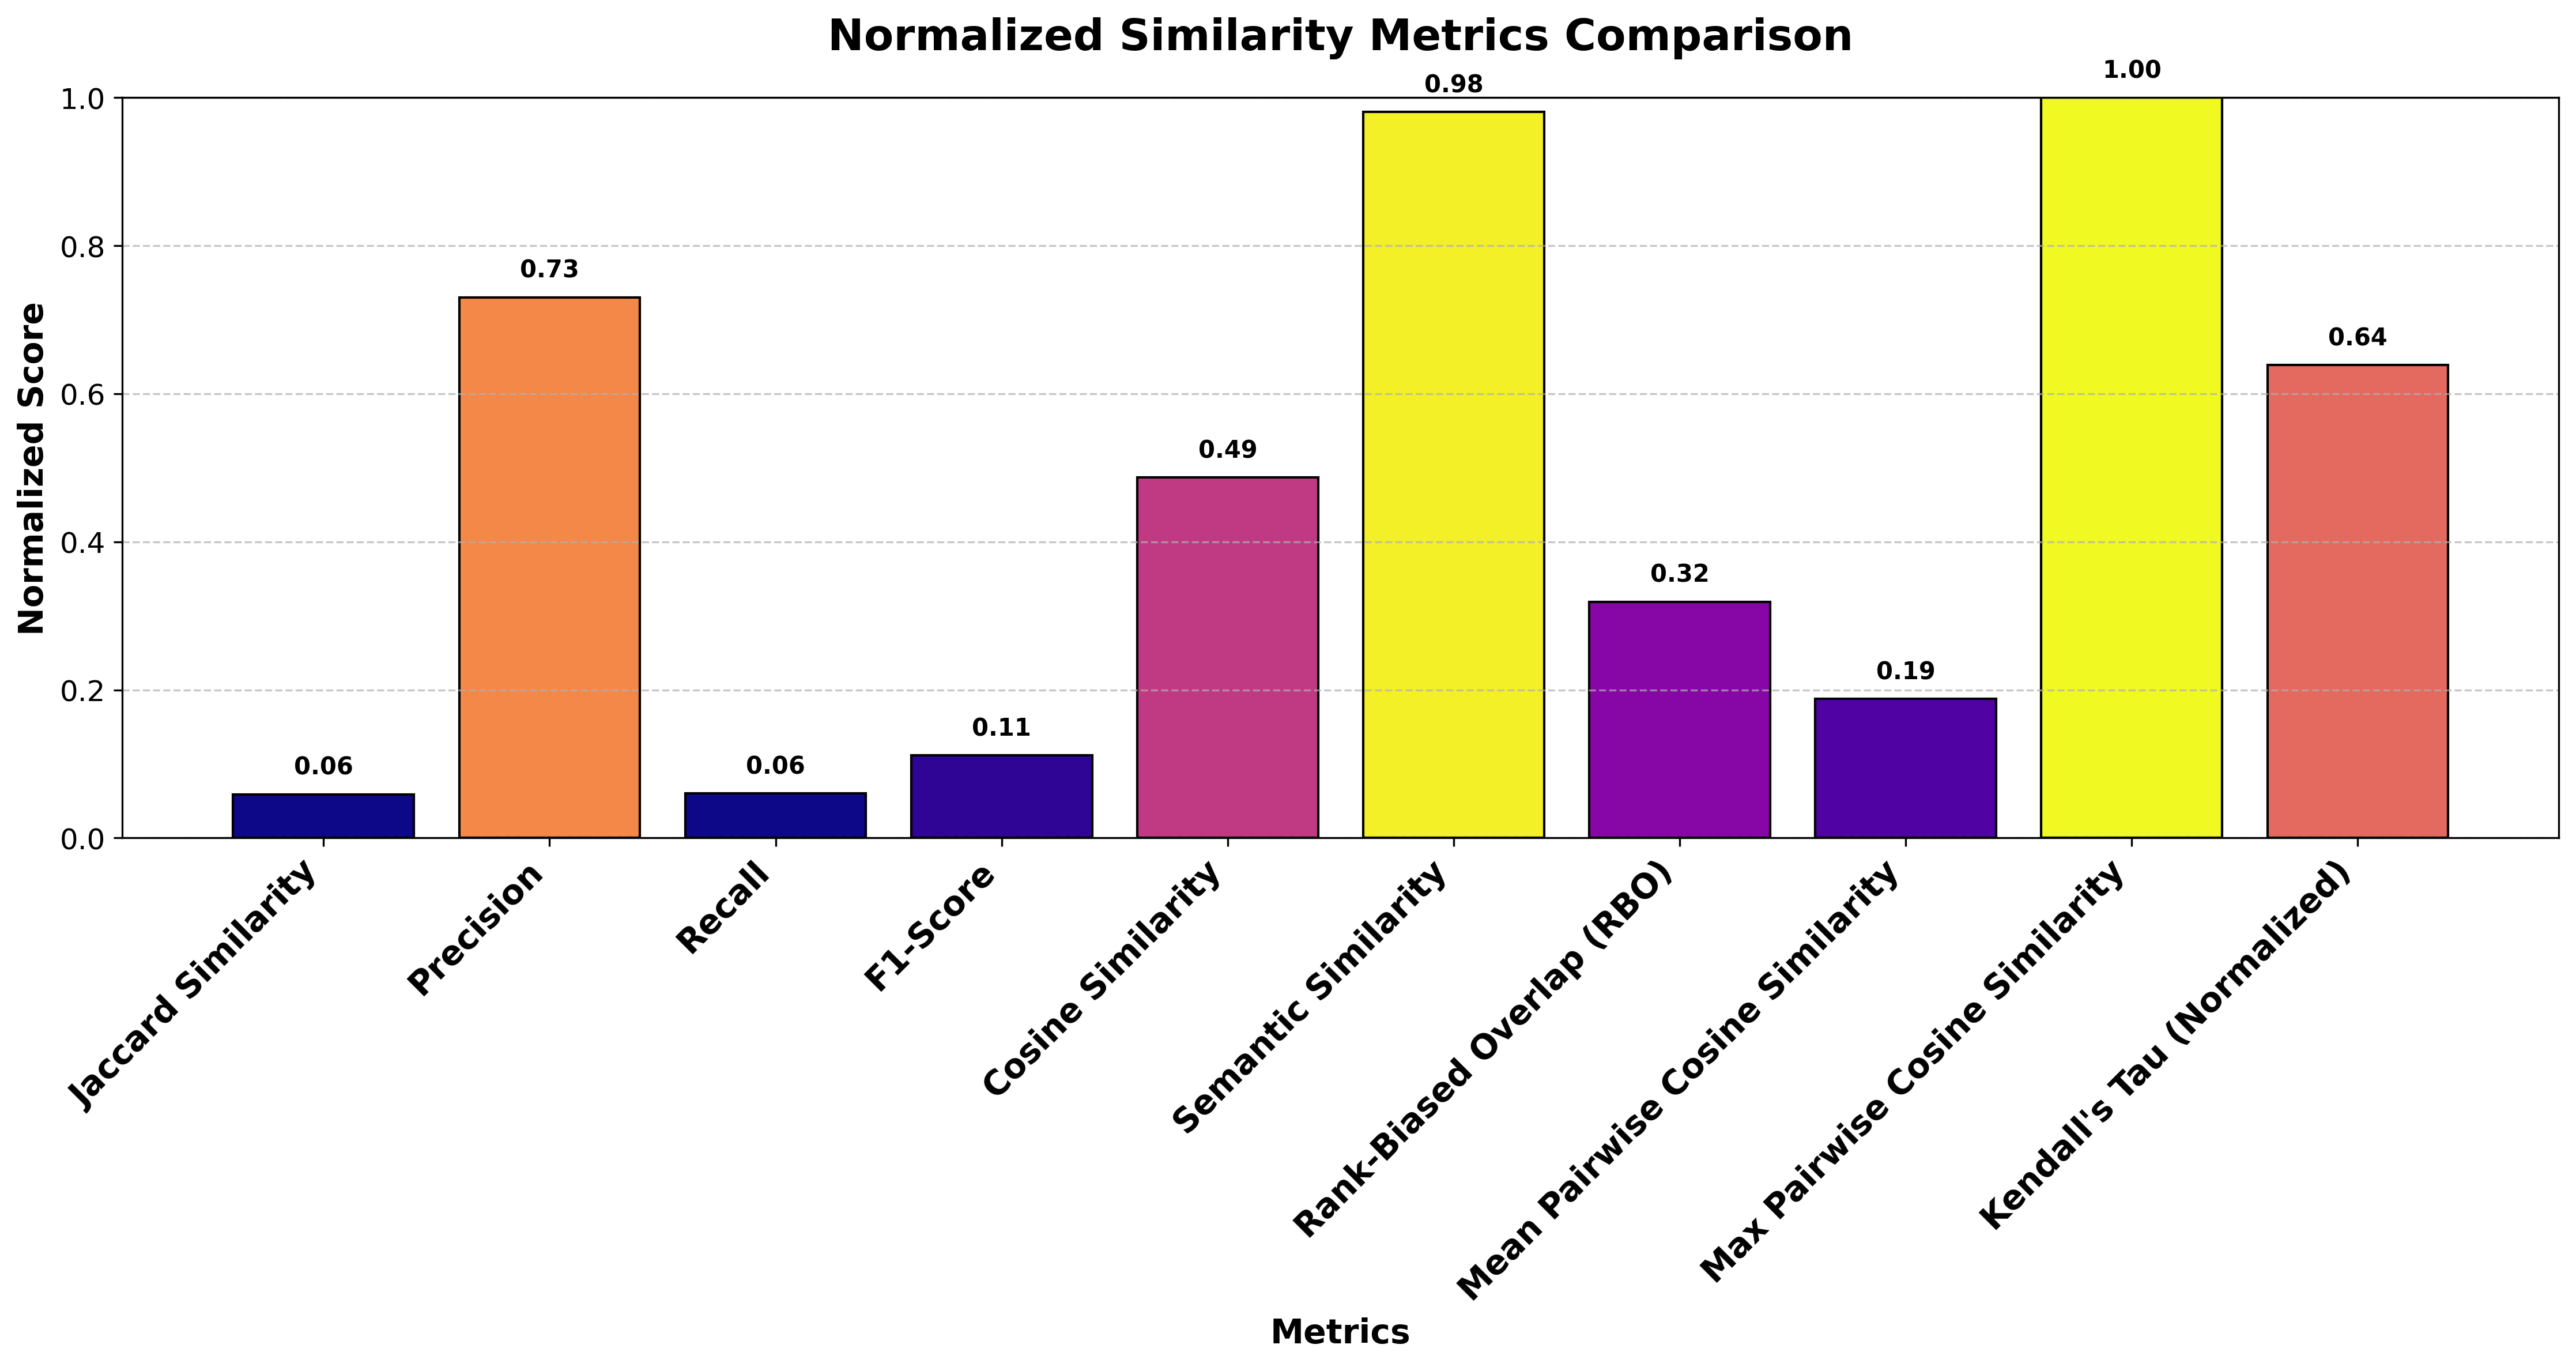 Normalized Similarity Metrics Comparison
Normalized Score
1.0
0.8
0.6
0.4
0.2
0.0
0.06
0.73
0.06
0.11
0.49
0.98
0.32
0.19
1.00
0.64
Jaccard Similarity
Precision
Recall
F1-Score
Cosine Similarity
Semantic Similarity
Rank-Biased Overlap (RBO)
Mean Pairwise Cosine Similarity
Max Pairwise Cosine Similarity
Kendall's Tau (Normalized)
Metrics